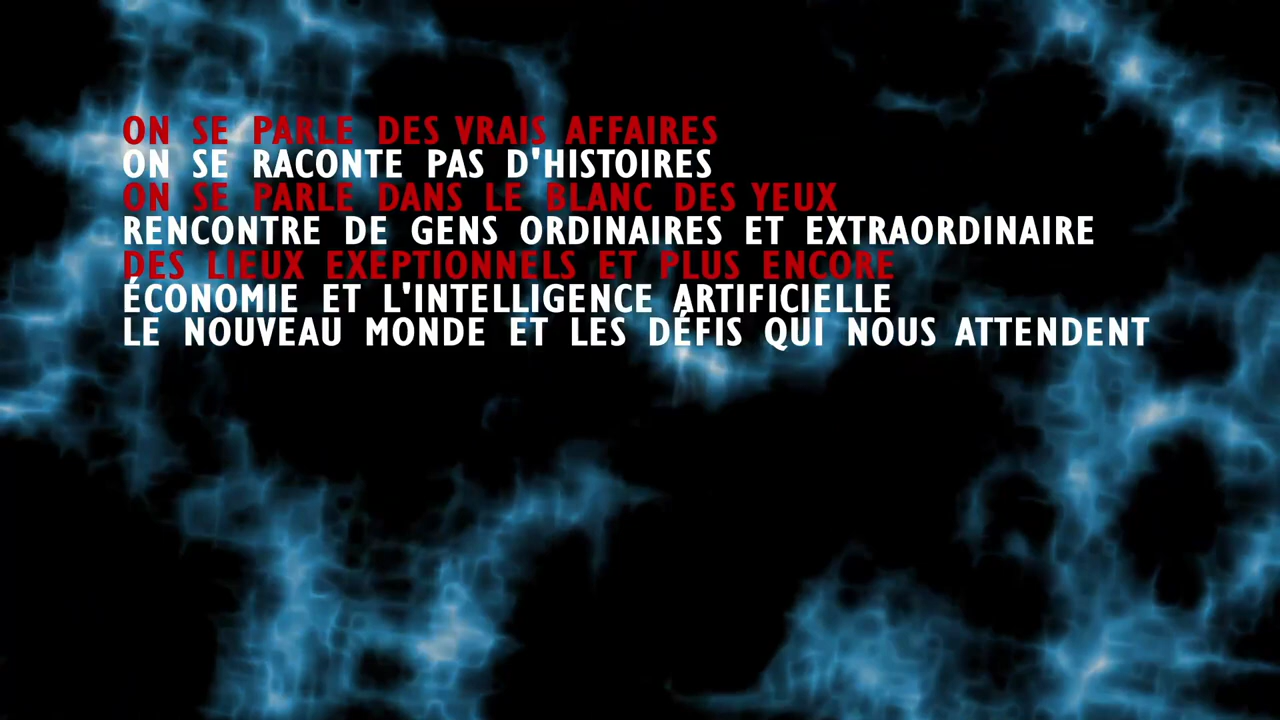 ON SE PARLE DES VRAIS AFFAIRES
ON SE RACONTE PAS D'HISTOIRES
ON SE PARLE DANS LE BLANC DES YEUX
RENCONTRE DE GENS ORDINAIRES ET EXTRAORDINAIRE
DES LIEUX EXEPTIONNELS ET PLUS ENCORE
ÉCONOMIE ET L'INTELLIGENCE ARTIFICIELLE
LE NOUVEAU MONDE ET LES DÉFIS QUI NOUS ATTENDENT